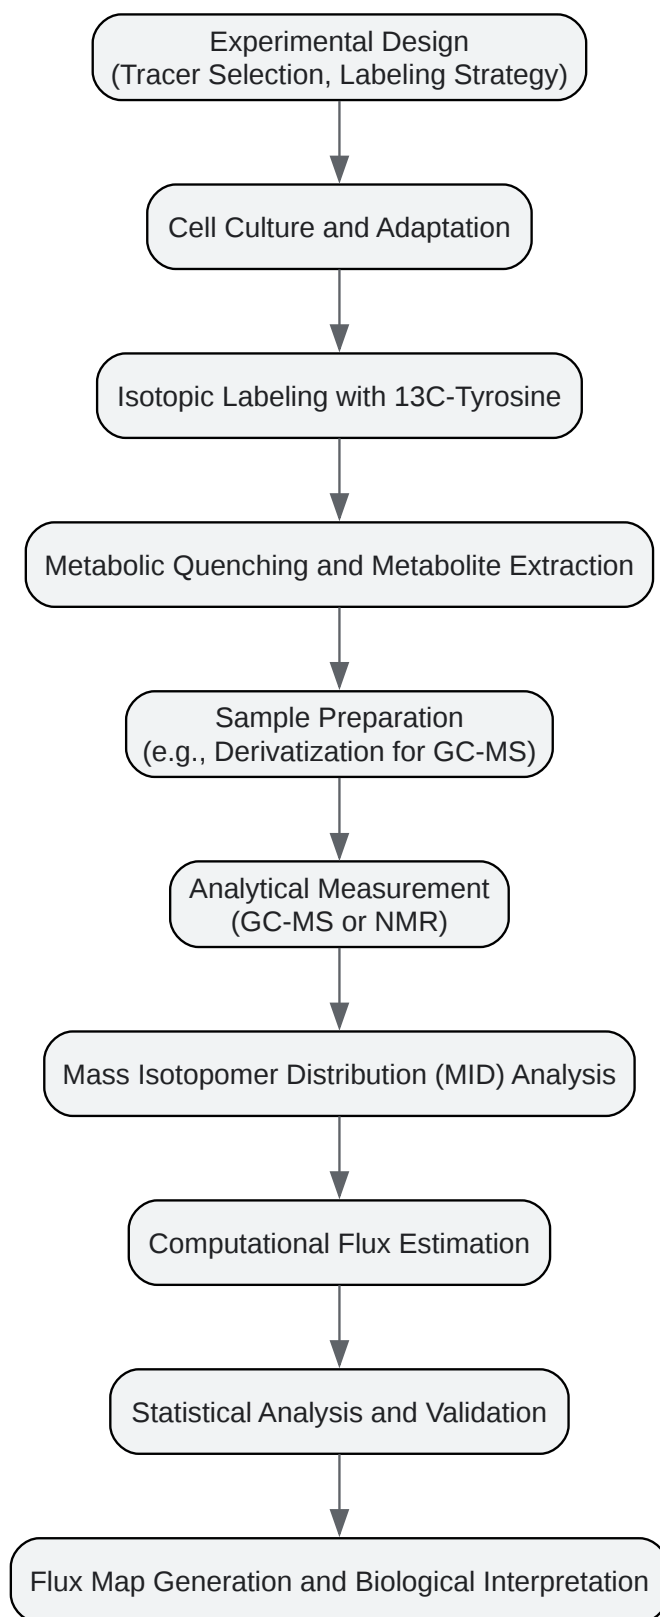 Experimental Design
(Tracer Selection, Labeling Strategy)
Cell Culture and Adaptation
Isotopic Labeling with 13C-Tyrosine
Metabolic Quenching and Metabolite Extraction
Sample Preparation
(e.g., Derivatization for GC-MS)
Analytical Measurement
(GC-MS or NMR)
Mass Isotopomer Distribution (MID) Analysis
Computational Flux Estimation
Statistical Analysis and Validation
Flux Map Generation and Biological Interpretation